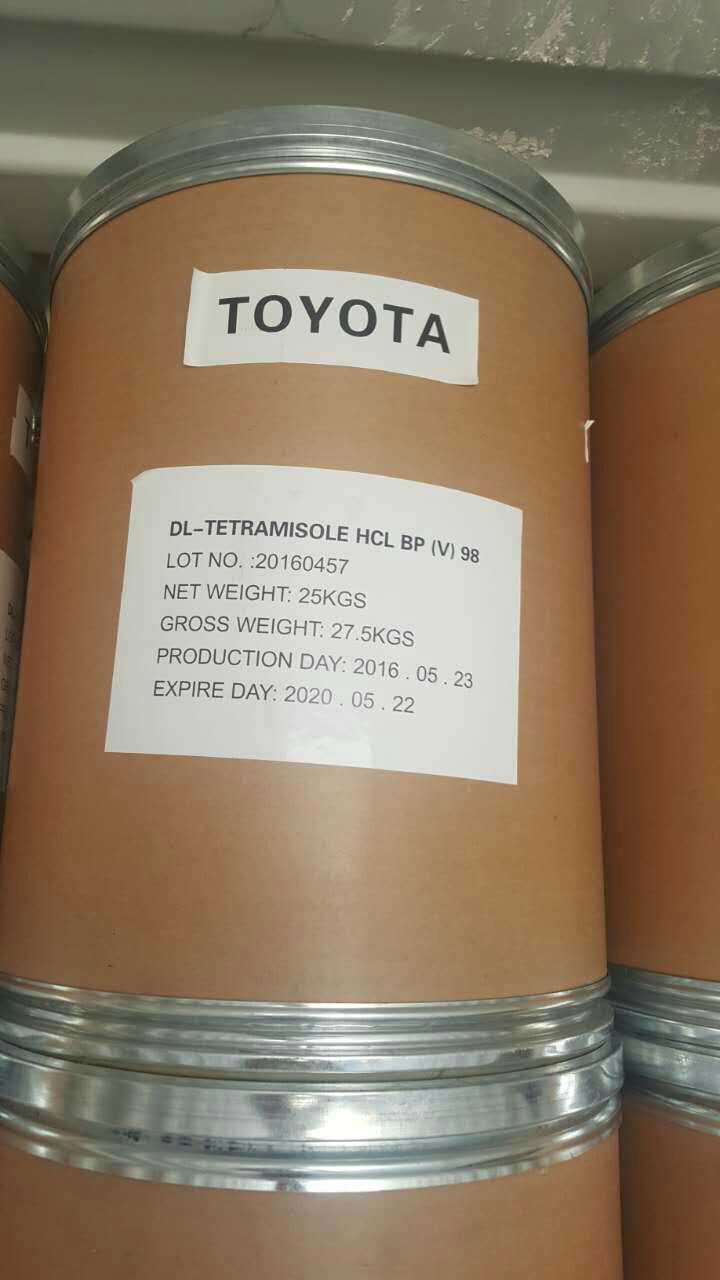 TOYOTA
DL-TETRAMISOLE HCL BP (V) 98
LOT NO. :20160457
NET WEIGHT: 25KGS
GROSS WEIGHT: 27.5KGS
PRODUCTION DAY: 2016 . 05 . 23
EXPIRE DAY: 2020 . 05 . 22